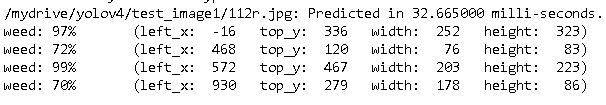 /mydrive/yolov4/test_image1/112r.jpg: Predicted in 32.665000 milli-seconds.
weed: 97% (left_x: -16 top_y: 336 width: 252 height: 323)
weed: 72% (left_x: 468 top_y: 120 width: 76 height: 83)
weed: 99% (left_x: 572 top_y: 467 width: 203 height: 223)
weed: 70% (left_x: 930 top_y: 279 width: 178 height: 86)